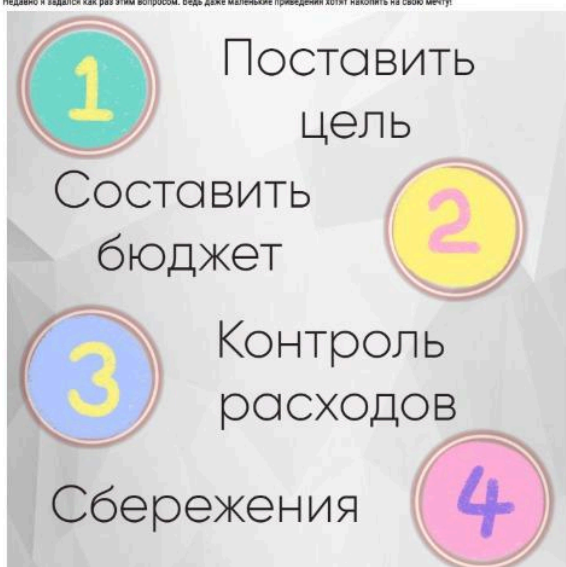 Недавно я задался как раз этим вопросом. Ведь даже маленькие приведения хотят накопить на свою мечту!
1
Поставить
цель
Составить
бюджет
2
3
Контроль
расходов
Сбережения
4